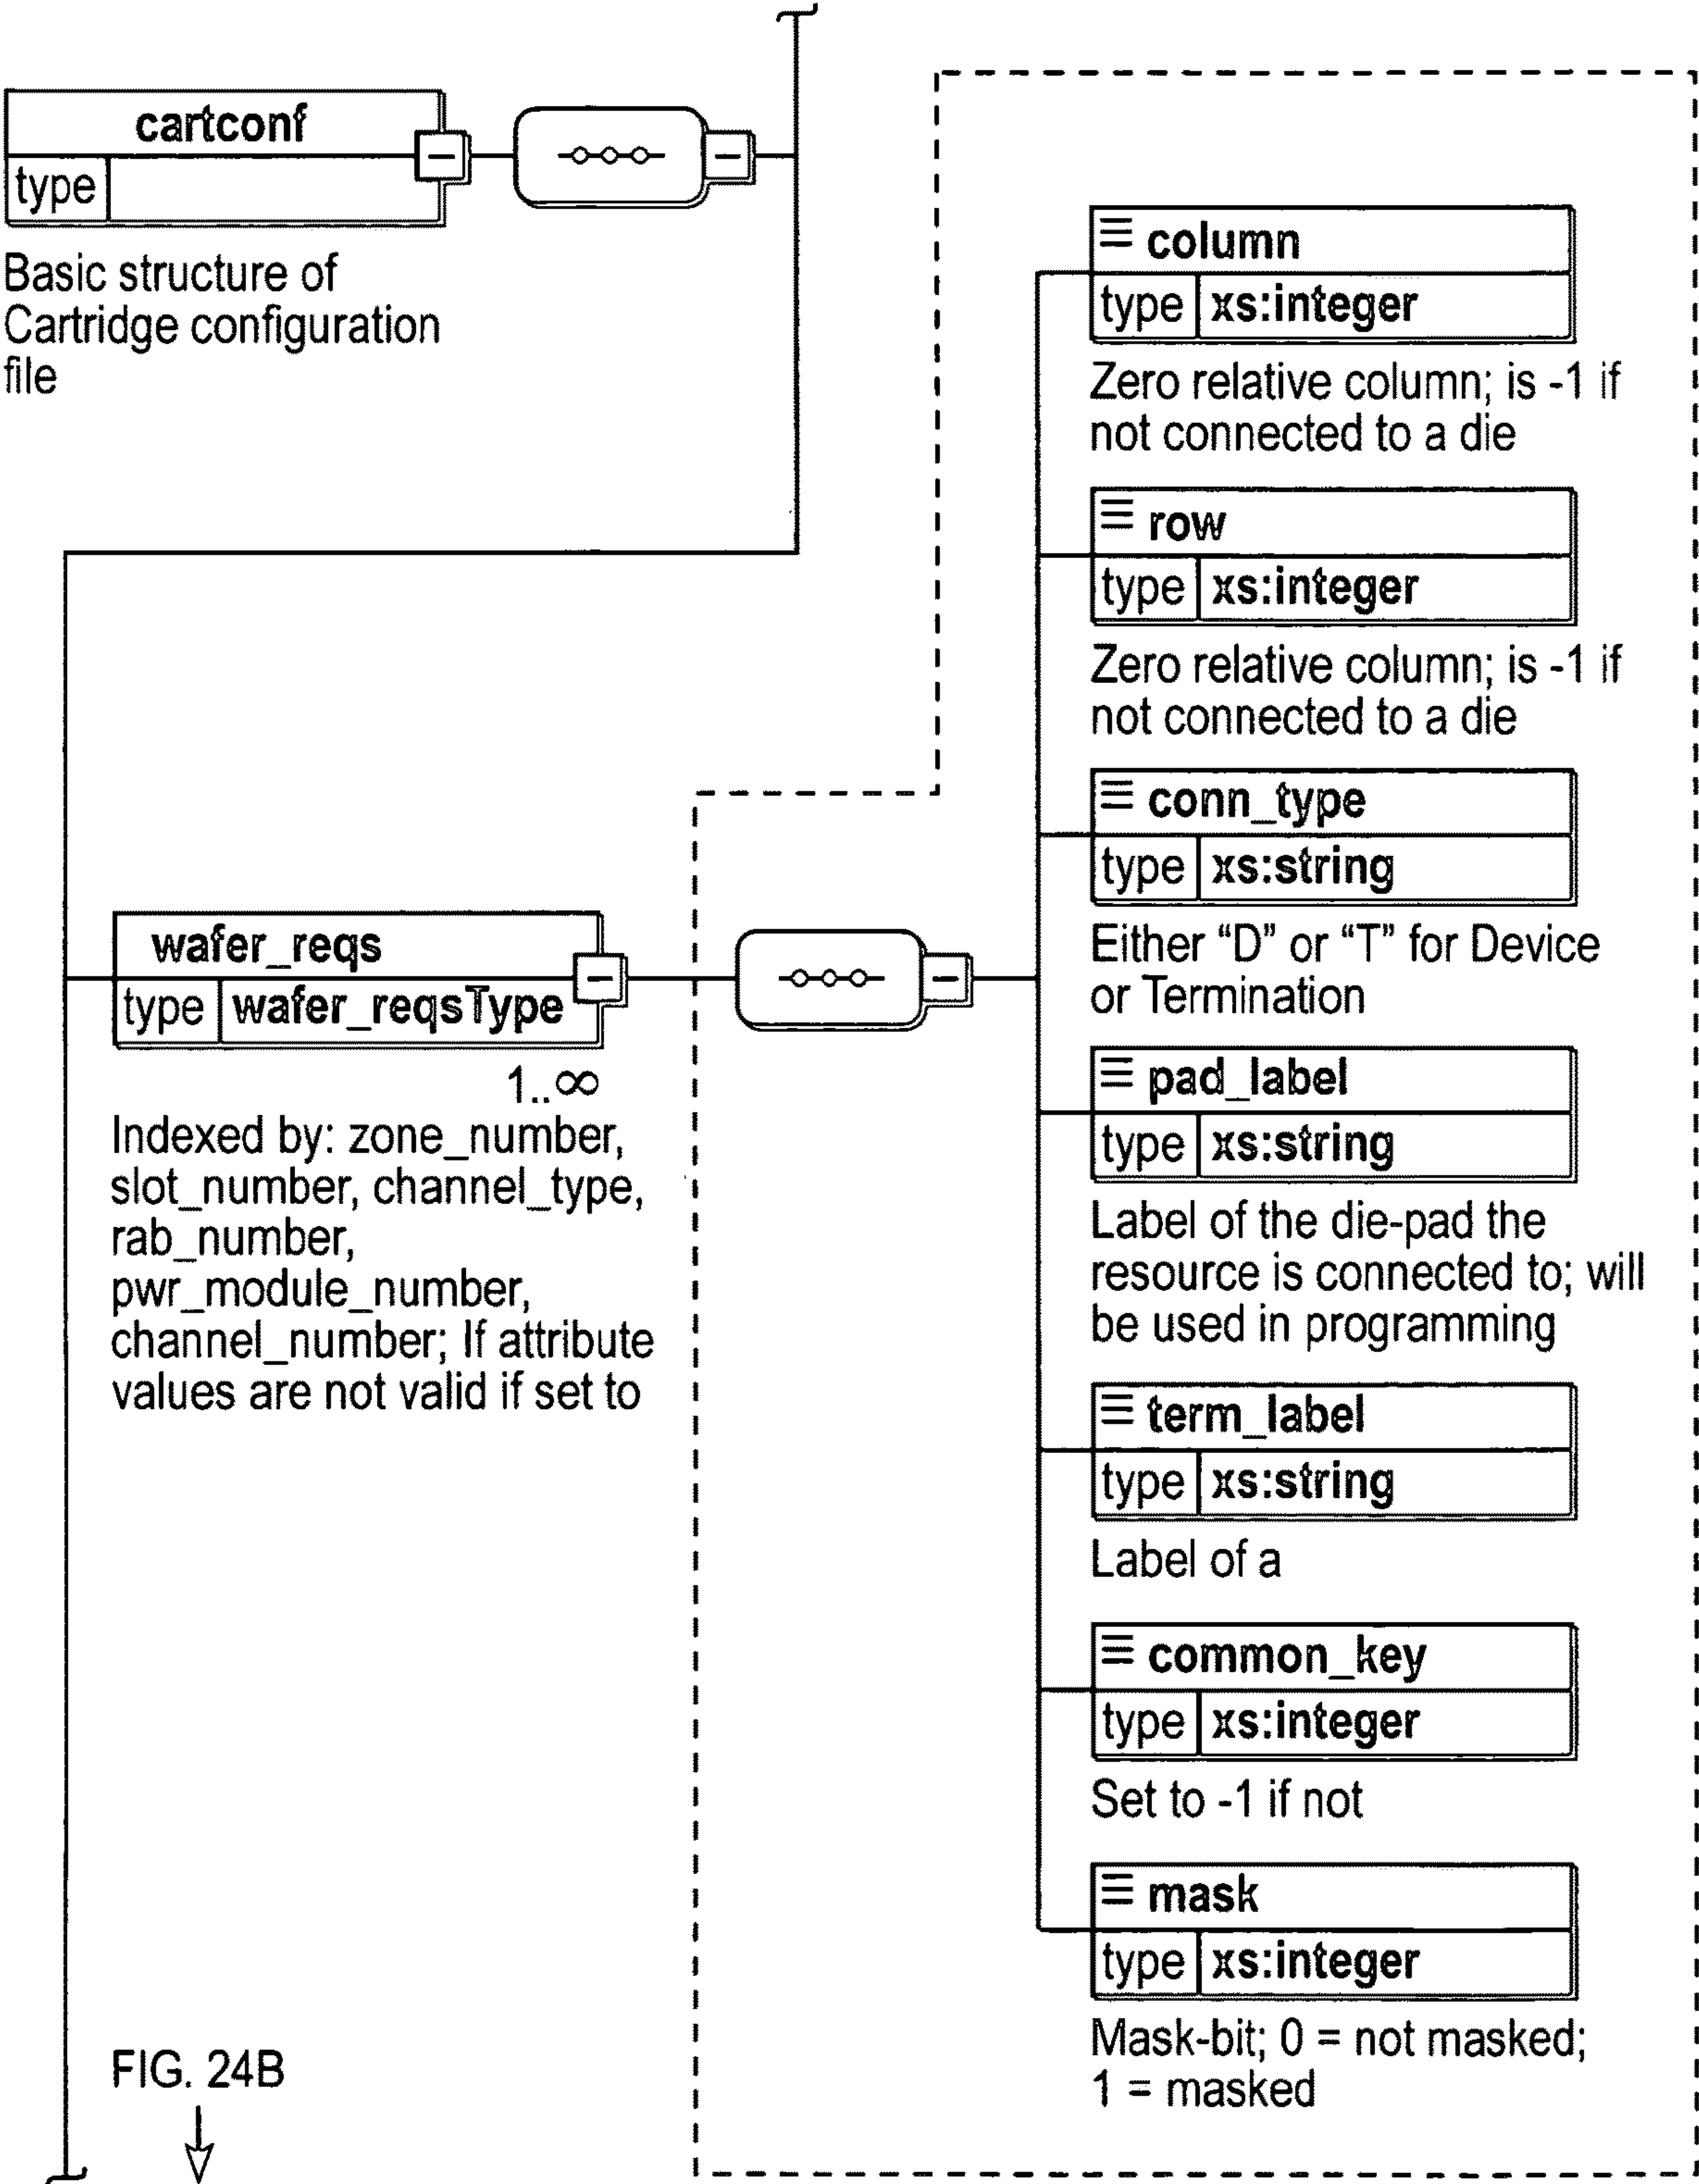 cartconf
type
Basic structure of
Cartridge configuration
file
wafer_reqs
type wafer_reqsType
1..∞
Indexed by: zone_number,
slot_number, channel_type,
rab_number,
pwr_module_number,
channel_number; If attribute
values are not valid if set to
column
type xs:integer
Zero relative column; is -1 if
not connected to a die
row
type xs:integer
Zero relative column; is -1 if
not connected to a die
conn_type
type xs:string
Either “D” or “T” for Device
or Termination
pad_label
type xs:string
Label of the die-pad the
resource is connected to; will
be used in programming
term_label
type xs:string
Label of a
common_key
type xs:integer
Set to -1 if not
mask
type xs:integer
Mask-bit; 0 = not masked;
1 = masked
FIG. 24B